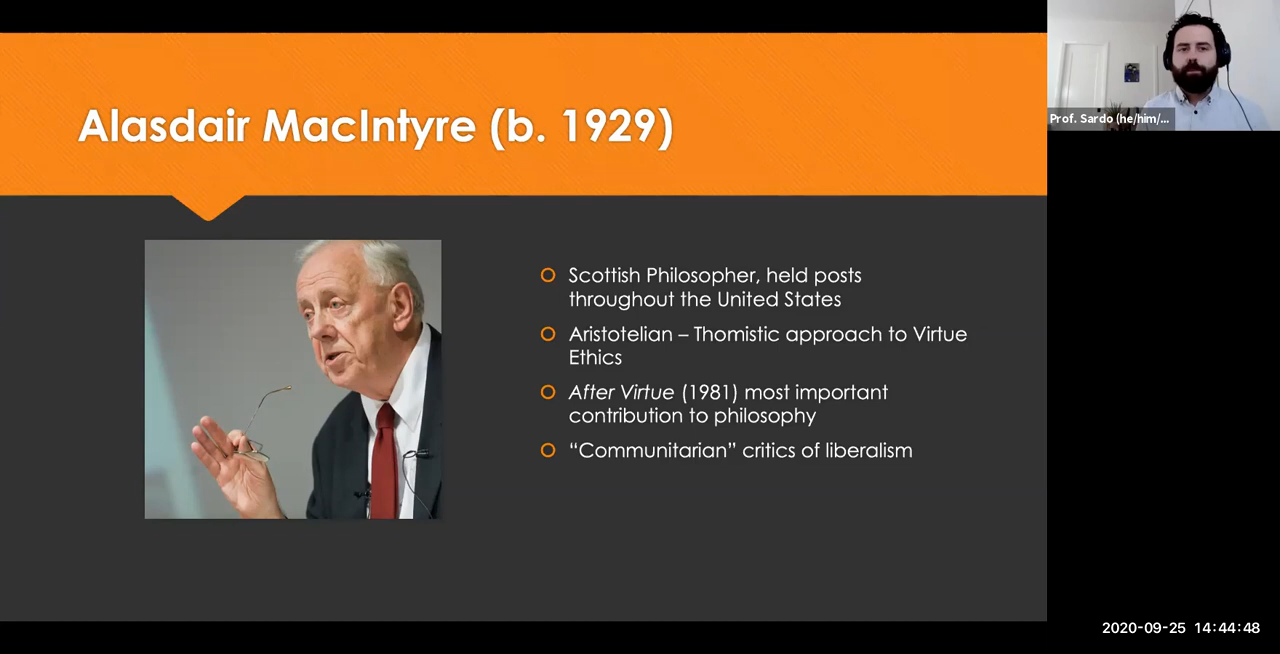 Alasdair MacIntyre (b. 1929)
Scottish Philosopher, held posts
throughout the United States
Aristotelian – Thomistic approach to Virtue
Ethics
After Virtue (1981) most important
contribution to philosophy
“Communitarian” critics of liberalism
Prof. Sardo (he/him/...
2020-09-25 14:44:48